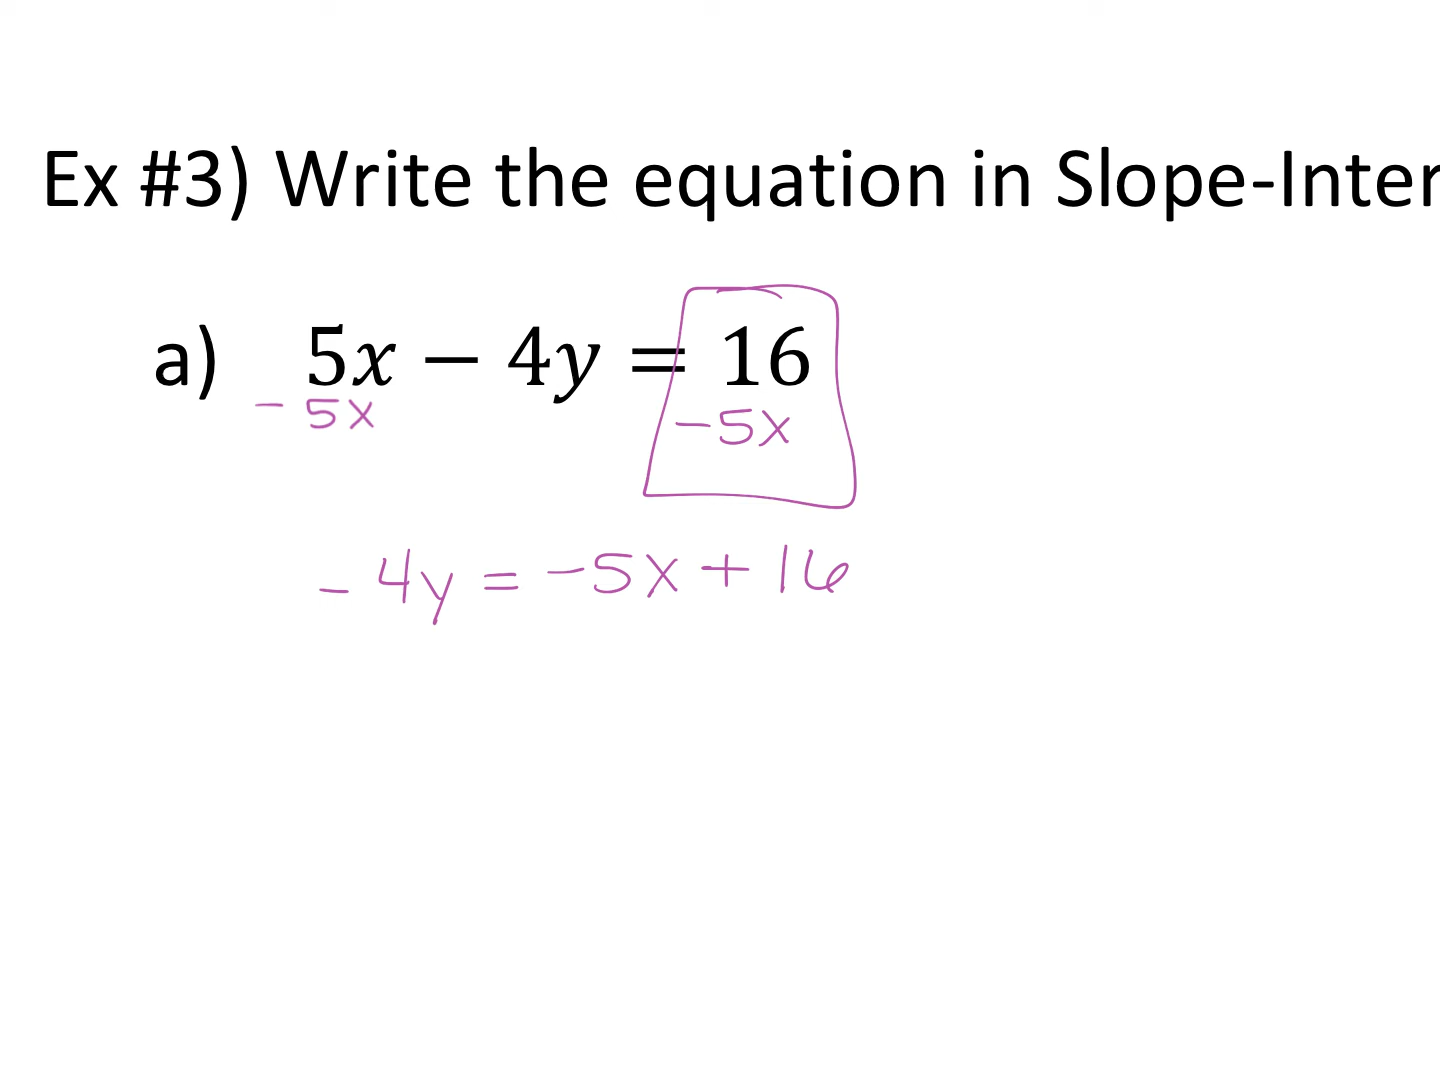 Ex #3) Write the equation in Slope-Inter
a) 5x − 4y = 16
- 5x -5x
- 4y = -5x + 16